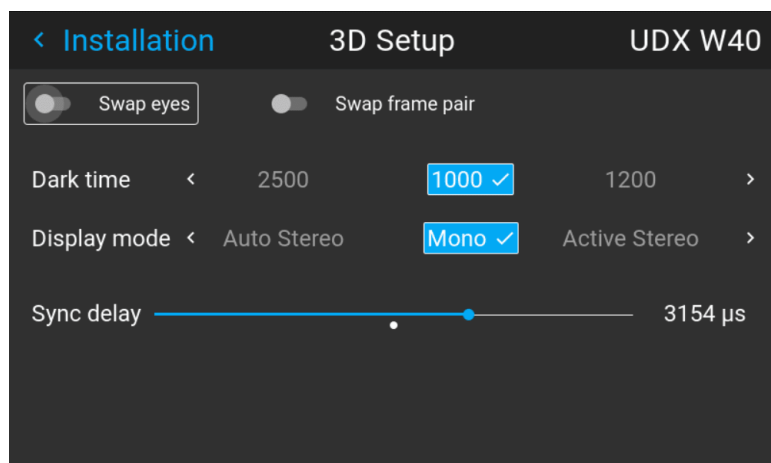 ‹ Installation 3D Setup UDX W40
Swap eyes Swap frame pair
Dark time ‹ 2500 1000 ✓ 1200 ›
Display mode ‹ Auto Stereo Mono ✓ Active Stereo ›
Sync delay 3154 µs